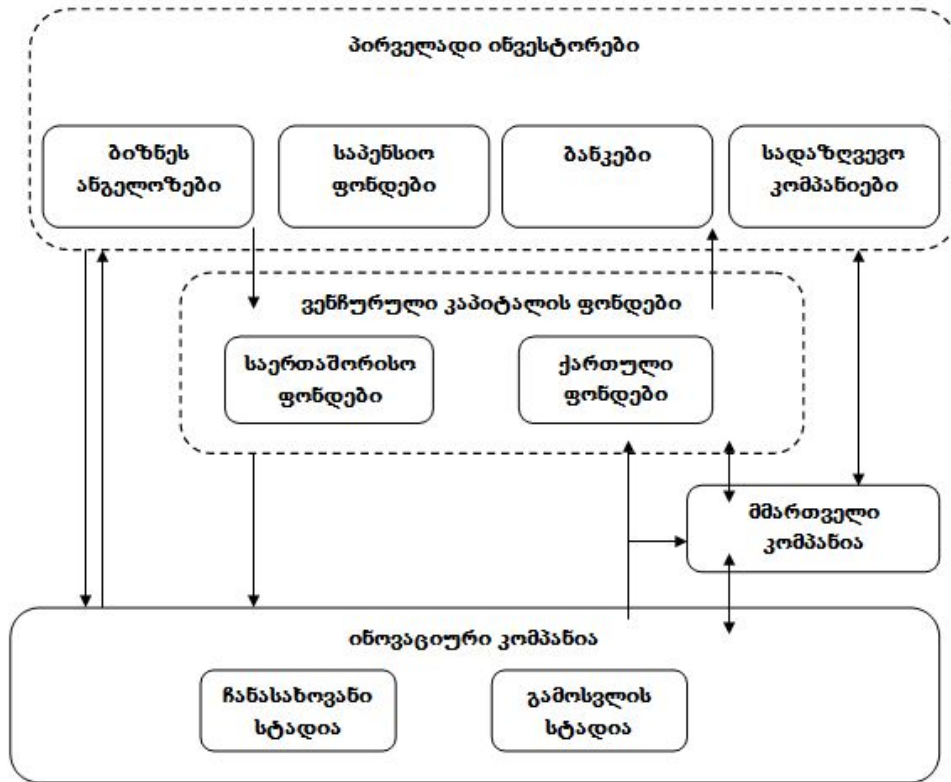 პირველადი ინვესტორები
ბიზნეს
ანგელოზები
საპენსიო
ფონდები
ბანკები
სადაზღვევო
კომპანიები
ვენჩურული კაპიტალის ფონდები
საერთაშორისო
ფონდები
ქართული
ფონდები
მმართველი
კომპანია
ინოვაციური კომპანია
ჩანასახოვანი
სტადია
გამოსვლის
სტადია